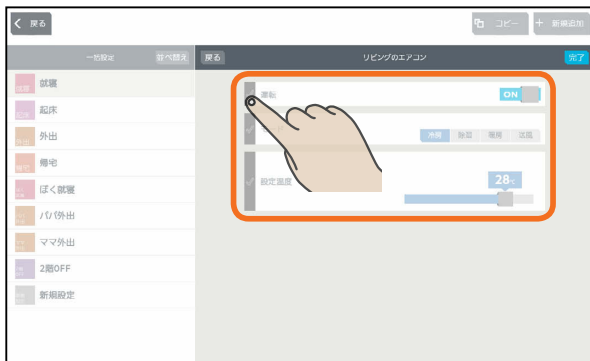 戻る
コピー
新規追加
一括設定
並べ替え
戻る
リビングのエアコン
完了
就寝
起床
外出
帰宅
ぼく就寝
パパ外出
ママ外出
2階OFF
新規設定
運転
ON
冷房 除湿 暖房 送風
設定温度
28℃